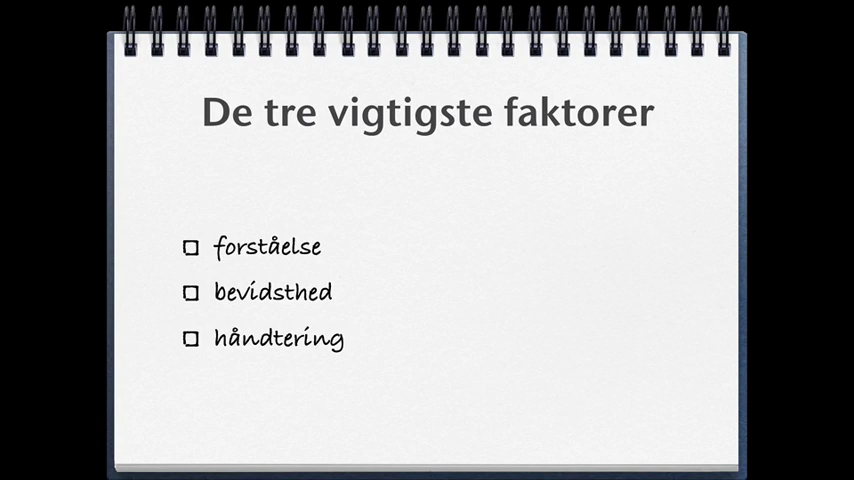 De tre vigtigste faktorer
forståelse
bevidsthed
håndtering